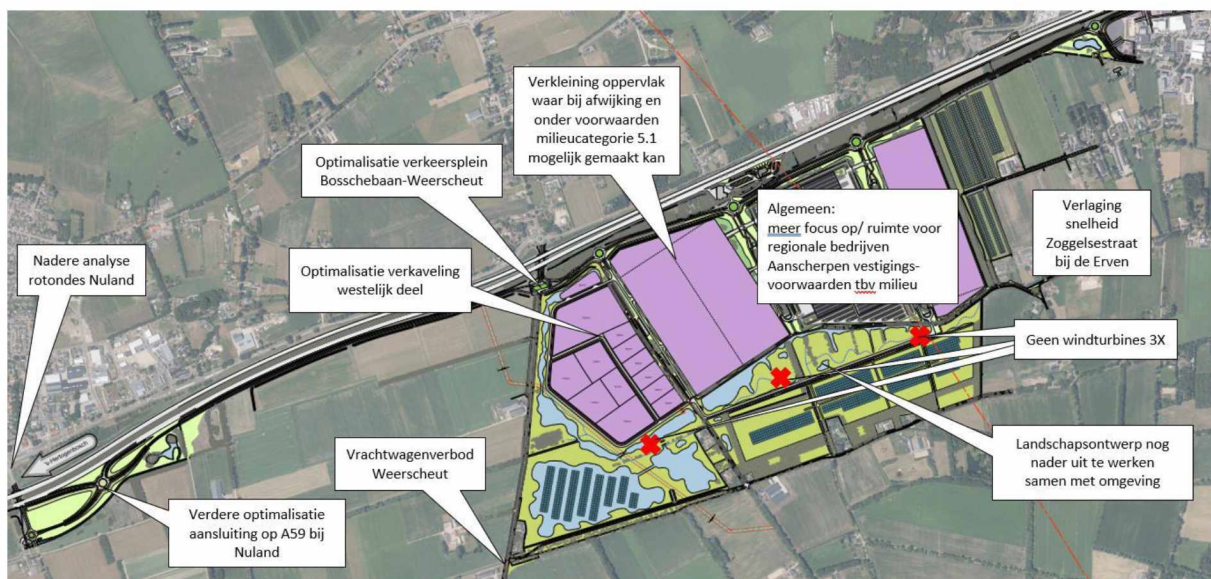 Verkleining oppervlak
waar bij afwijking en
onder voorwaarden
milieucategorie 5.1
mogelijk gemaakt kan
Optimalisatie verkeersplein
Bosschebaan-Weerscheut
Algemeen:
meer focus op/ ruimte voor
regionale bedrijven
Aanscherpen vestigings-
voorwaarden tbv milieu
Verlaging
snelheid
Zoggelsestraat
bij de Erven
Nadere analyse
rotondes Nuland
Optimalisatie verkaveling
westelijk deel
Geen windturbines 3X
's-Hertogenbosch
Vrachtwagenverbod
Weerscheut
Landschapsontwerp nog
nader uit te werken
samen met omgeving
Verdere optimalisatie
aansluiting op A59 bij
Nuland